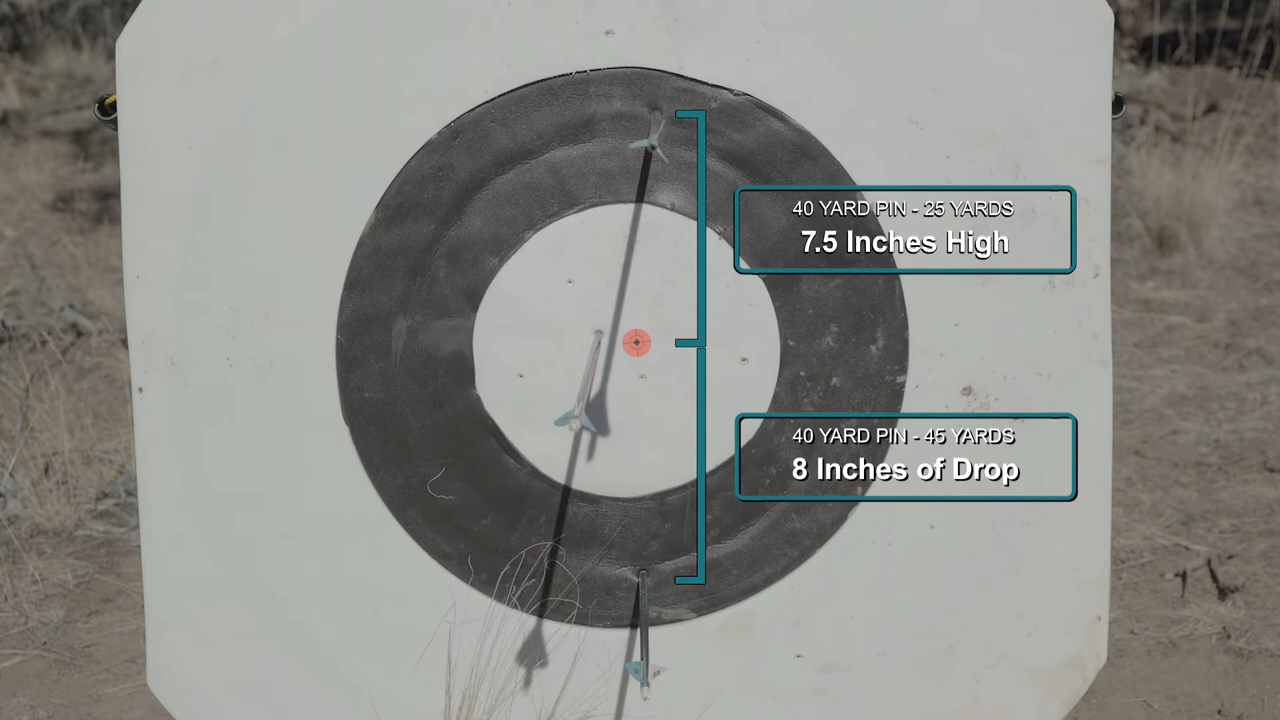 40 YARD PIN - 25 YARDS
7.5 Inches High
40 YARD PIN - 45 YARDS
8 Inches of Drop